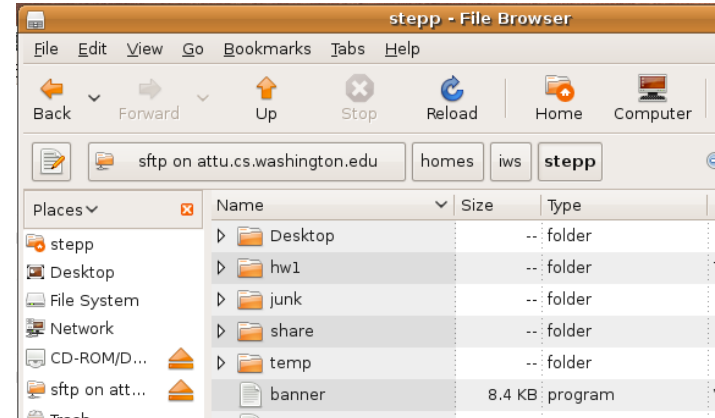 stepp - File Browser
File Edit View Go Bookmarks Tabs Help
Back Forward Up Stop Reload Home Computer
sftp on attu.cs.washington.edu homes iws stepp
Places Name Size Type
stepp
Desktop
File System
Network
CD-ROM/D...
sftp on att...
Trash
Desktop -- folder
hw1 -- folder
junk -- folder
share -- folder
temp -- folder
banner 8.4 KB program